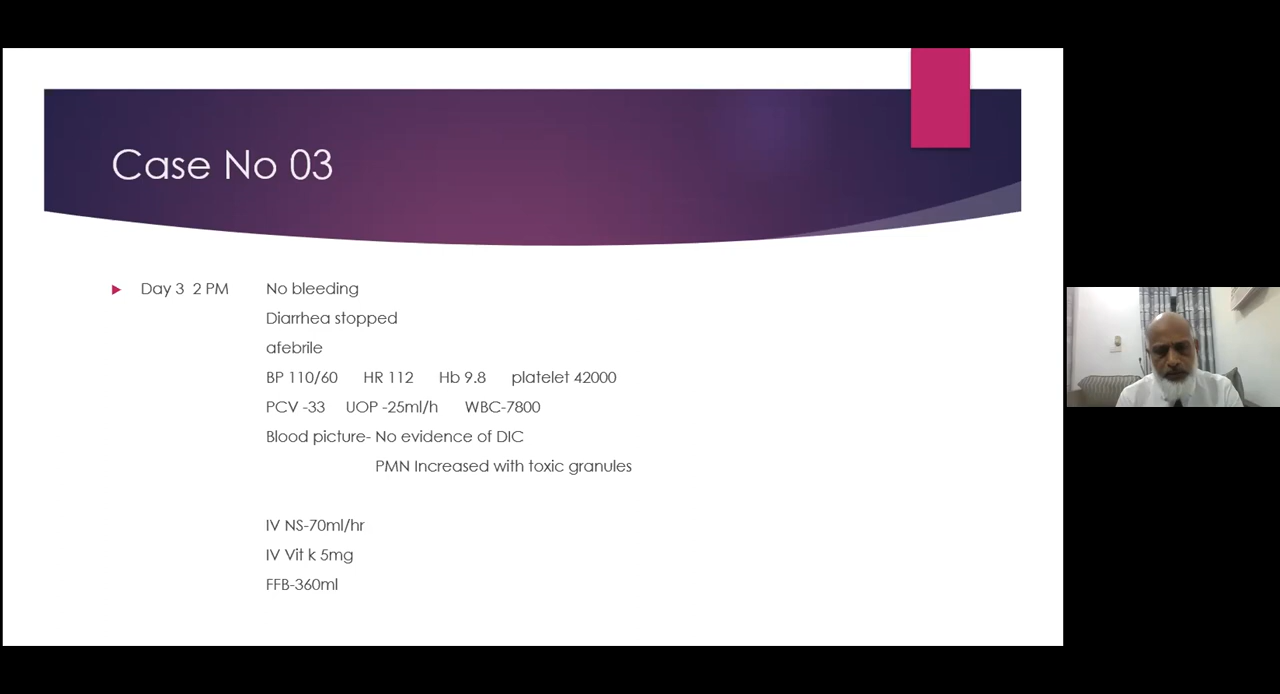 Case No 03
Day 3 2 PM No bleeding
Diarrhea stopped
afebrile
BP 110/60 HR 112 Hb 9.8 platelet 42000
PCV -33 UOP -25ml/h WBC-7800
Blood picture- No evidence of DIC
PMN Increased with toxic granules
IV NS-70ml/hr
IV Vit k 5mg
FFB-360ml